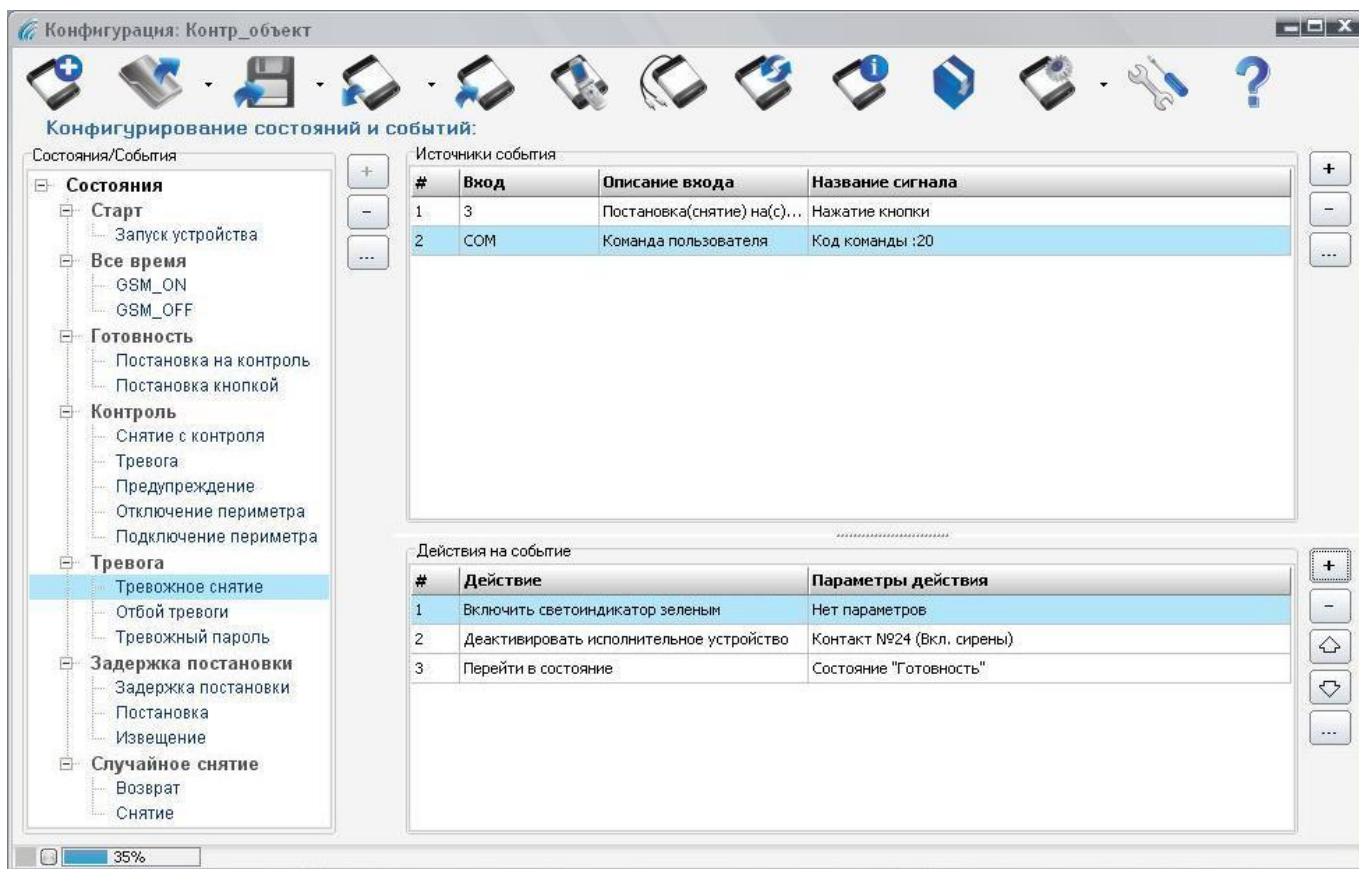 Конфигурация: Контр_объект
Конфигурирование состояний и событий:
Состояния/События
Состояния
Старт
Запуск устройства
Все время
GSM_ON
GSM_OFF
Готовность
Постановка на контроль
Постановка кнопкой
Контроль
Снятие с контроля
Тревога
Предупреждение
Отключение периметра
Подключение периметра
Тревога
Тревожное снятие
Отбой тревоги
Тревожный пароль
Задержка постановки
Задержка постановки
Постановка
Извещение
Случайное снятие
Возврат
Снятие
+
-
...
Источники события
# Вход Описание входа Название сигнала
1 3 Постановка(снятие) на(с)... Нажатие кнопки
2 COM Команда пользователя Код команды :20
+
-
...
Действия на событие
# Действие Параметры действия
1 Включить светоиндикатор зеленым Нет параметров
2 Деактивировать исполнительное устройство Контакт №24 (Вкл. сирены)
3 Перейти в состояние Состояние "Готовность"
+
-
...
35%